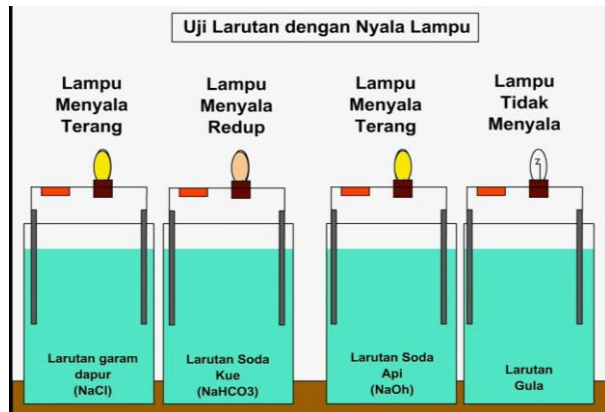 Uji Larutan dengan Nyala Lampu
Lampu
Menyala
Terang
Lampu
Menyala
Redup
Lampu
Menyala
Terang
Lampu
Tidak
Menyala
Larutan garam
dapur
(NaCl)
Larutan Soda
Kue
(NaHCO3)
Larutan Soda
Api
(NaOh)
Larutan
Gula